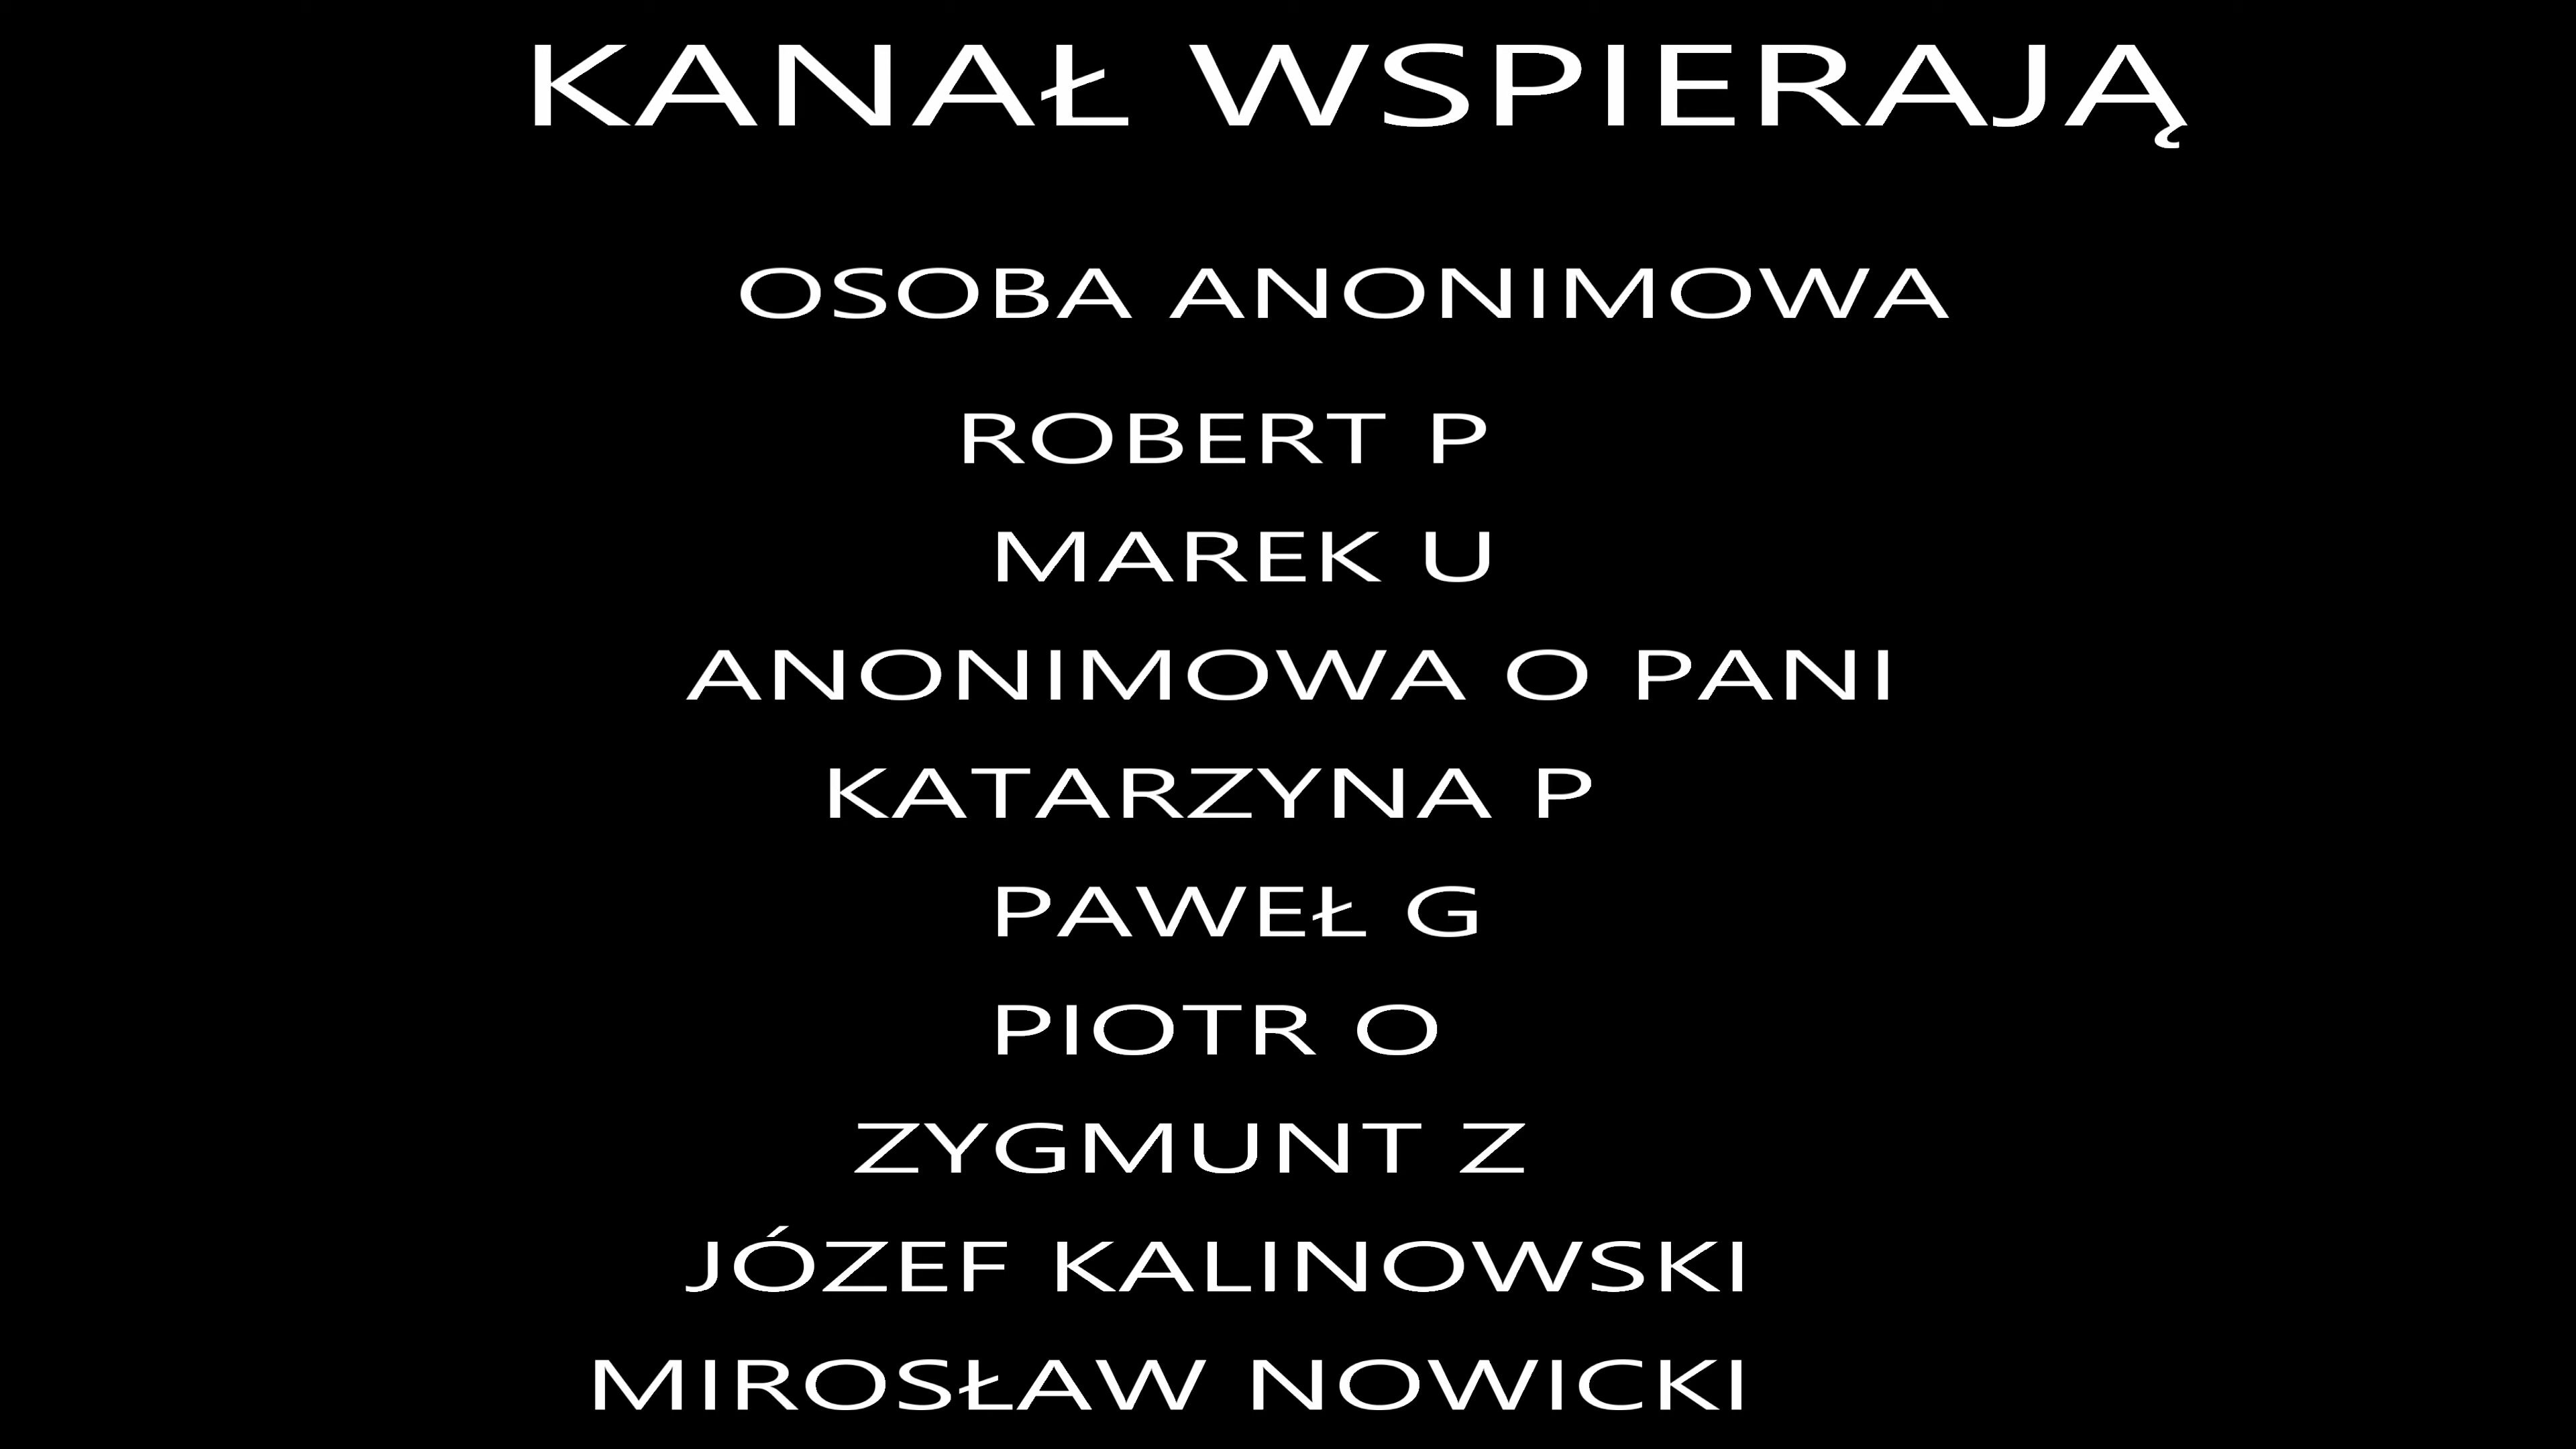 KANAŁ WSPIERAJĄ
OSOBA ANONIMOWA
ROBERT P
MAREK U
ANONIMOWA O PANI
KATARZYNA P
PAWEŁ G
PIOTR O
ZYGMUNT Z
JÓZEF KALINOWSKI
MIROSŁAW NOWICKI